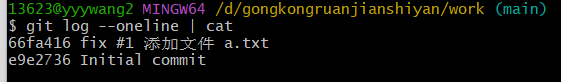 13623@yyywang2 MINGW64 /d/gongkongruanjianshiyan/work (main)
$ git log --oneline | cat
66fa416 fix #1 添加文件 a.txt
e9e2736 Initial commit